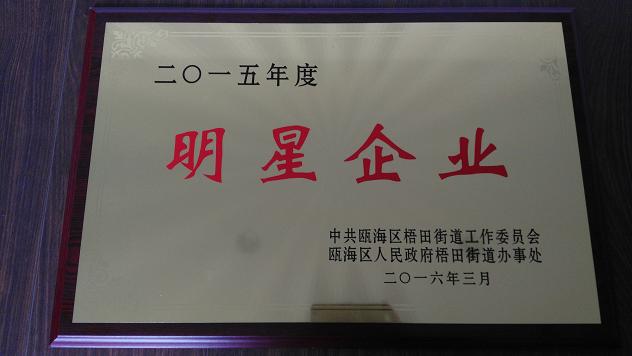 二〇一五年度
明星企业
中共瓯海区梧田街道工作委员会
瓯海区人民政府梧田街道办事处
二〇一六年三月